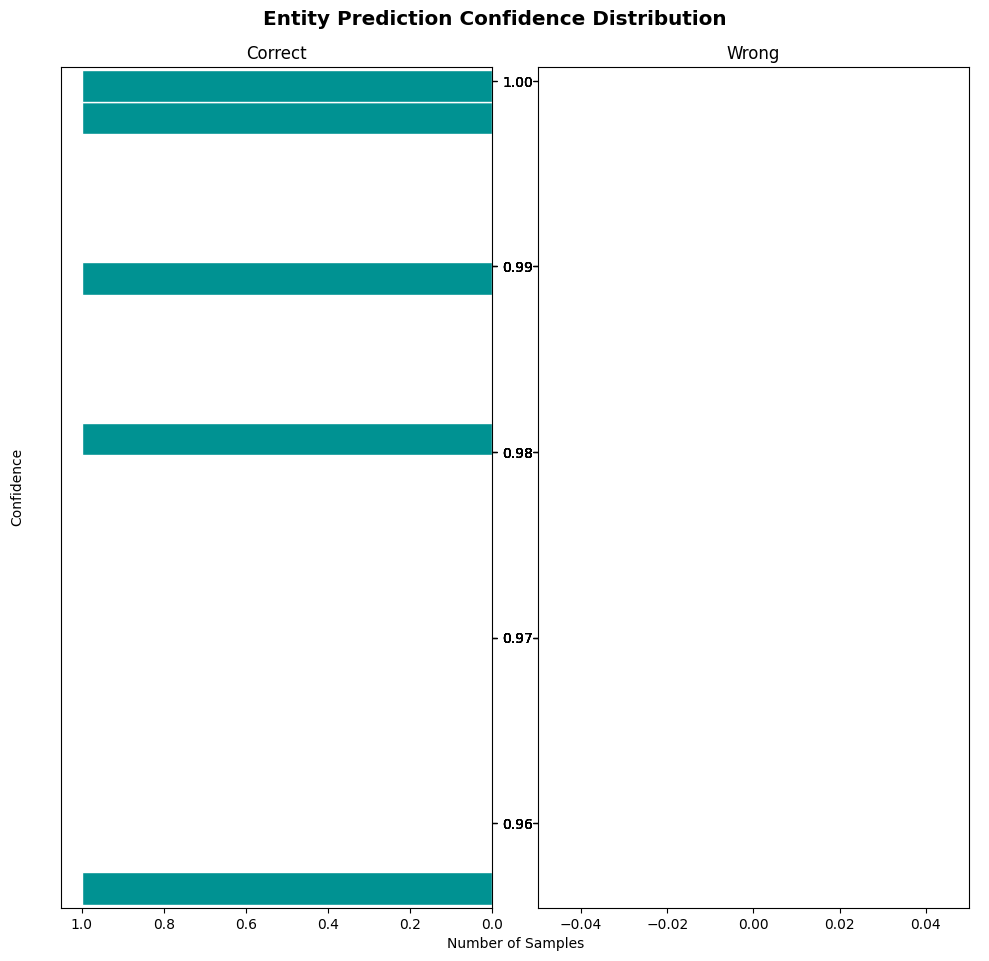 Entity Prediction Confidence Distribution
Correct
Wrong
1.00
0.99
0.98
0.97
0.96
Confidence
1.0 0.8 0.6 0.4 0.2 0.0
−0.04 −0.02 0.00 0.02 0.04
Number of Samples